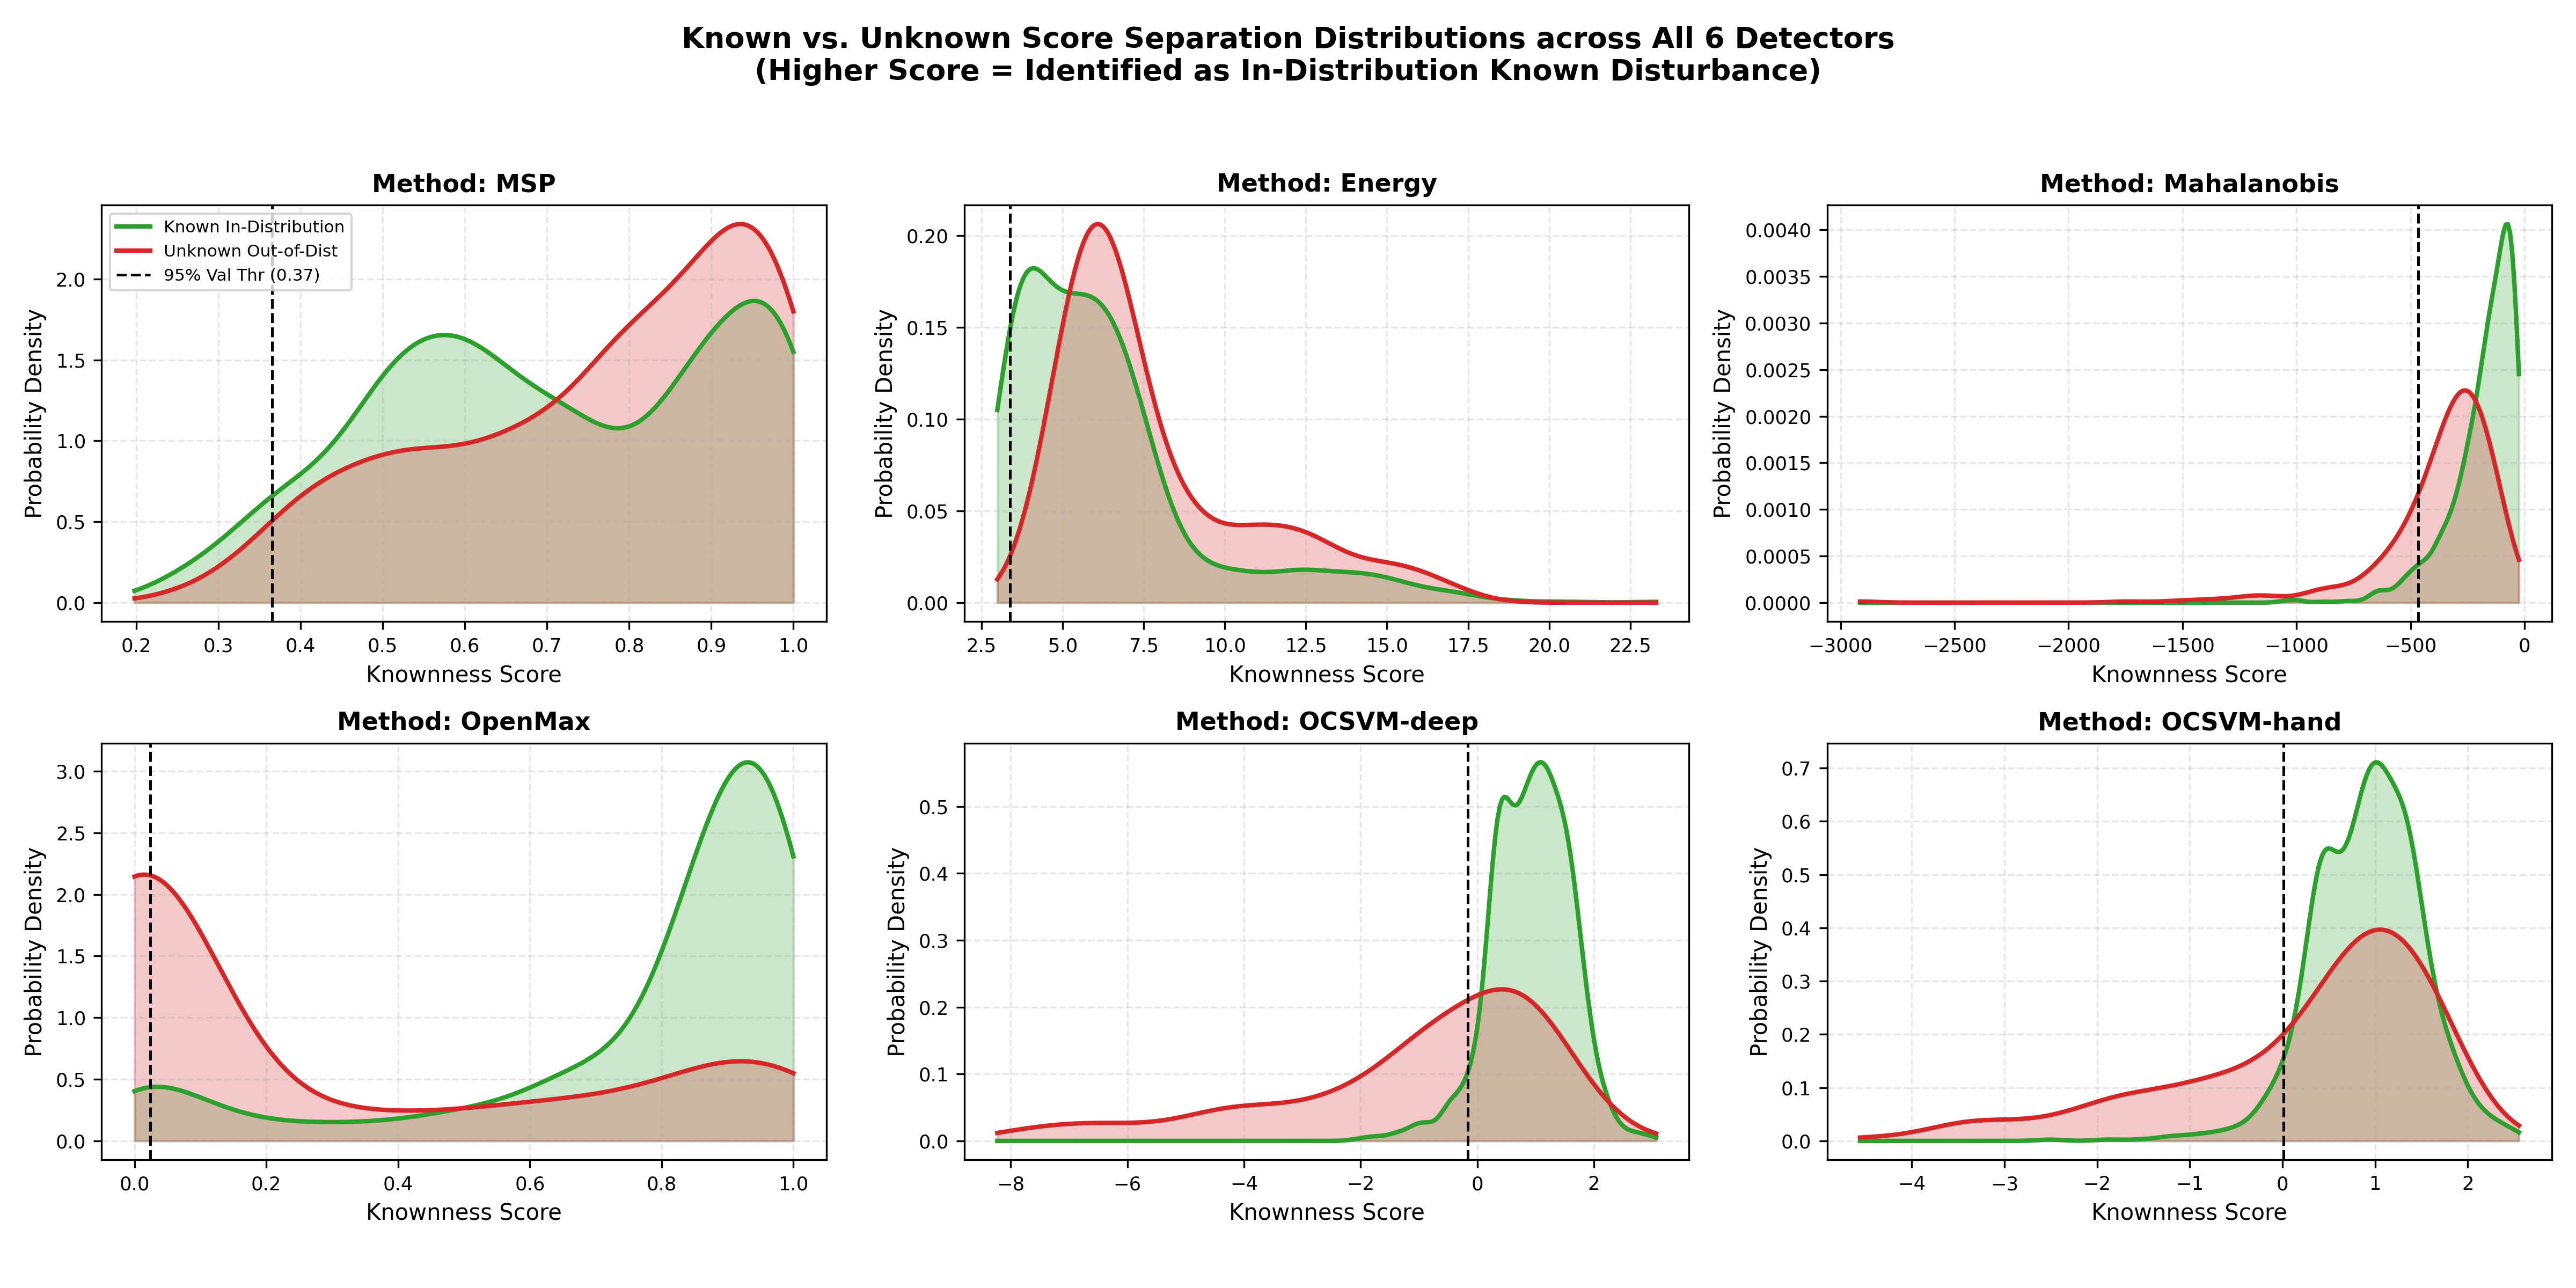 Known vs. Unknown Score Separation Distributions across All 6 Detectors
(Higher Score = Identified as In-Distribution Known Disturbance)
Method: MSP
Probability Density
2.0
1.5
1.0
0.5
0.0
Known In-Distribution
Unknown Out-of-Dist
95% Val Thr (0.37)
0.2 0.3 0.4 0.5 0.6 0.7 0.8 0.9 1.0
Knownness Score
Method: Energy
Probability Density
0.20
0.15
0.10
0.05
0.00
2.5 5.0 7.5 10.0 12.5 15.0 17.5 20.0 22.5
Knownness Score
Method: Mahalanobis
Probability Density
0.0040
0.0035
0.0030
0.0025
0.0020
0.0015
0.0010
0.0005
0.0000
−3000 −2500 −2000 −1500 −1000 −500 0
Knownness Score
Method: OpenMax
Probability Density
3.0
2.5
2.0
1.5
1.0
0.5
0.0
0.0 0.2 0.4 0.6 0.8 1.0
Knownness Score
Method: OCSVM-deep
Probability Density
0.5
0.4
0.3
0.2
0.1
0.0
−8 −6 −4 −2 0 2
Knownness Score
Method: OCSVM-hand
Probability Density
0.7
0.6
0.5
0.4
0.3
0.2
0.1
0.0
−4 −3 −2 −1 0 1 2
Knownness Score